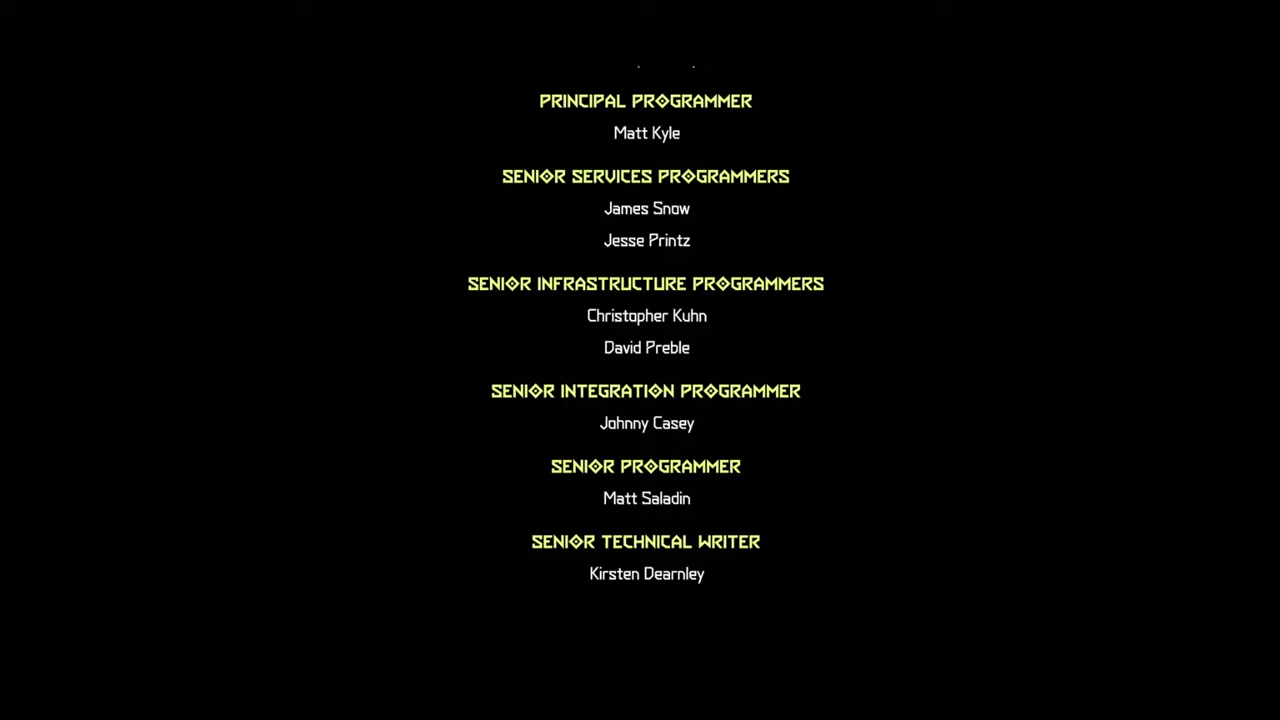 PRINCIPAL PROGRAMMER
Matt Kyle
SENIOR SERVICES PROGRAMMERS
James Snow
Jesse Printz
SENIOR INFRASTRUCTURE PROGRAMMERS
Christopher Kuhn
David Preble
SENIOR INTEGRATION PROGRAMMER
Johnny Casey
SENIOR PROGRAMMER
Matt Saladin
SENIOR TECHNICAL WRITER
Kirsten Dearnley